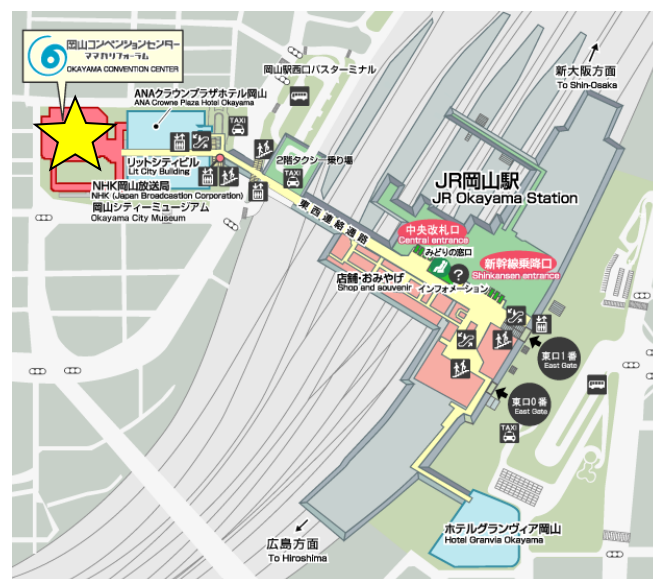 岡山コンベンションセンター
ママカリフォーラム
OKAYAMA CONVENTION CENTER
ANAクラウンプラザホテル岡山
ANA Crowne Plaza Hotel Okayama
岡山駅西口バスターミナル
新大阪方面
To Shin-Osaka
TAXI
リットシティビル
Lit City Building
2階タクシー乗り場
TAXI
NHK岡山放送局
NHK (Japan Broadcastion Corporation)
岡山シティーミュージアム
Okayama City Museum
東西連絡通路
JR岡山駅
JR Okayama Station
中央改札口
Central entrance
みどりの窓口
新幹線乗降口
Shinkansen entrance
店舗・おみやげ
Shop and souvenir
?
インフォメーション
東口1番
East Gate
東口0番
East Gate
TAXI
ホテルグランヴィア岡山
Hotel Granvia Okayama
広島方面
To Hiroshima